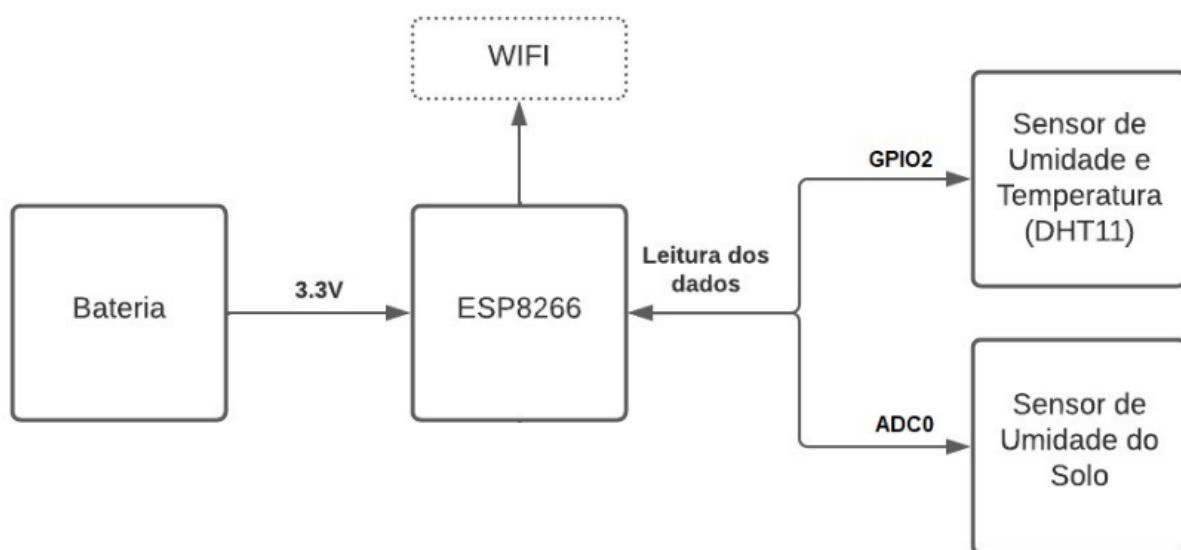 WIFI
Bateria
3.3V
ESP8266
Leitura dos
dados
GPIO2
Sensor de
Umidade e
Temperatura
(DHT11)
ADC0
Sensor de
Umidade do
Solo